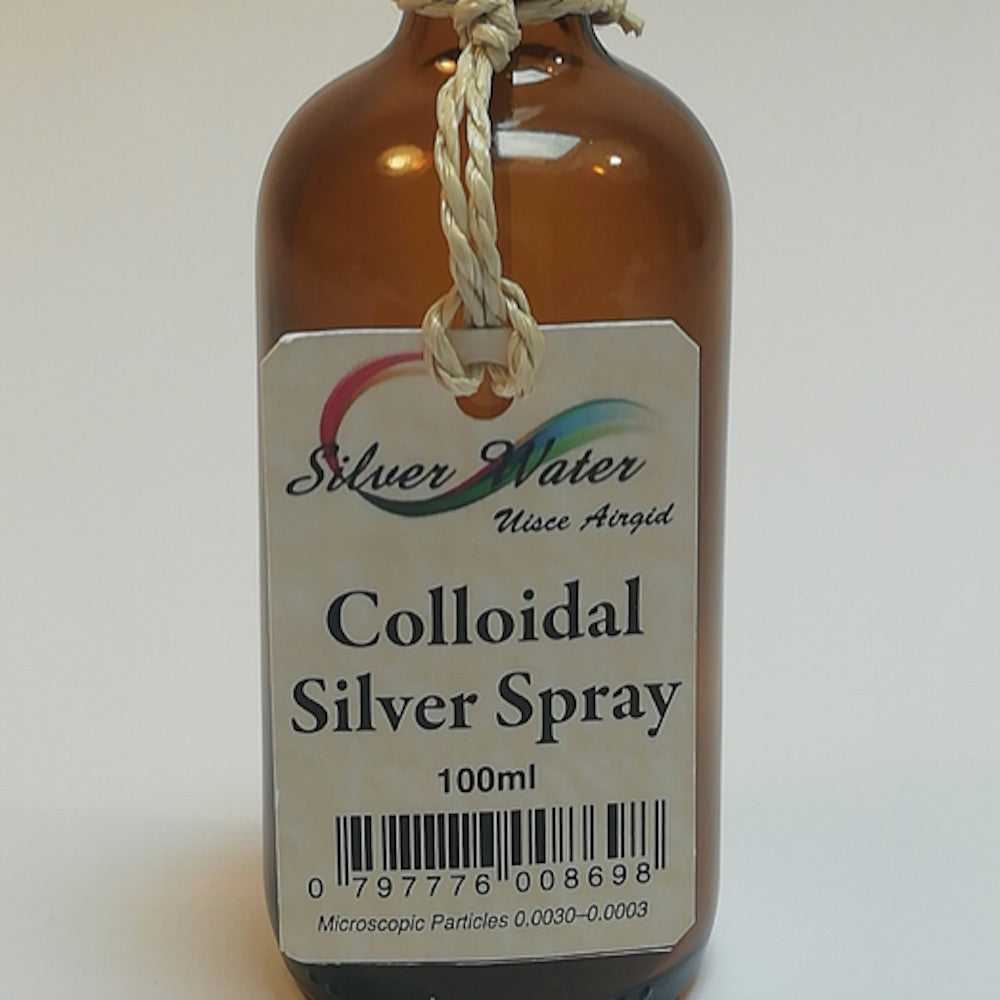 Silver Water
Uisce Airgid
Colloidal
Silver Spray
100ml
0 797776 008698
Microscopic Particles 0.0030–0.0003